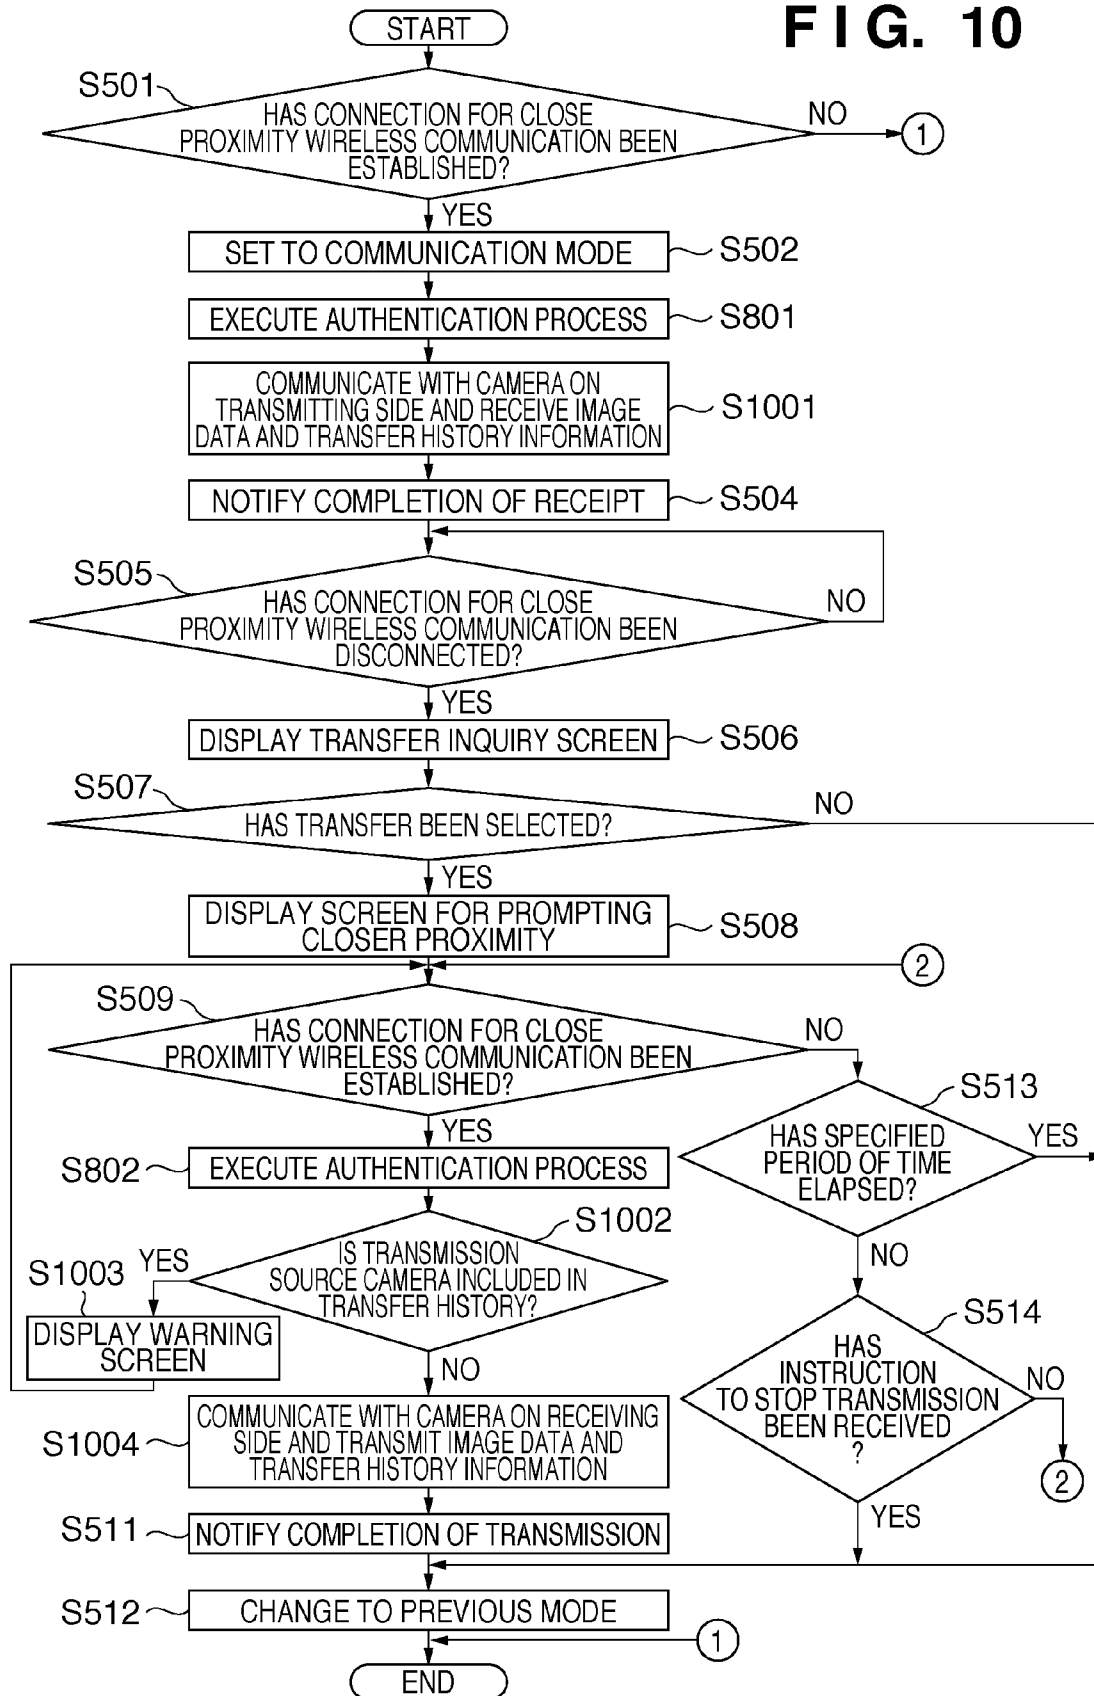 FIG. 10
START
S501
HAS CONNECTION FOR CLOSE
PROXIMITY WIRELESS COMMUNICATION BEEN
ESTABLISHED?
NO
1
YES
SET TO COMMUNICATION MODE
S502
EXECUTE AUTHENTICATION PROCESS
S801
COMMUNICATE WITH CAMERA ON
TRANSMITTING SIDE AND RECEIVE IMAGE
DATA AND TRANSFER HISTORY INFORMATION
S1001
NOTIFY COMPLETION OF RECEIPT
S504
S505
HAS CONNECTION FOR CLOSE
PROXIMITY WIRELESS COMMUNICATION BEEN
DISCONNECTED?
NO
YES
DISPLAY TRANSFER INQUIRY SCREEN
S506
S507
HAS TRANSFER BEEN SELECTED?
NO
YES
DISPLAY SCREEN FOR PROMPTING
CLOSER PROXIMITY
S508
2
S509
HAS CONNECTION FOR CLOSE
PROXIMITY WIRELESS COMMUNICATION BEEN
ESTABLISHED?
NO
S513
HAS SPECIFIED
PERIOD OF TIME
ELAPSED?
YES
NO
YES
S802
EXECUTE AUTHENTICATION PROCESS
S1002
IS TRANSMISSION
SOURCE CAMERA INCLUDED IN
TRANSFER HISTORY?
YES
S1003
DISPLAY WARNING
SCREEN
NO
S514
HAS
INSTRUCTION
TO STOP TRANSMISSION
BEEN RECEIVED
?
NO
2
YES
S1004
COMMUNICATE WITH CAMERA ON RECEIVING
SIDE AND TRANSMIT IMAGE DATA AND
TRANSFER HISTORY INFORMATION
S511
NOTIFY COMPLETION OF TRANSMISSION
S512
CHANGE TO PREVIOUS MODE
1
END